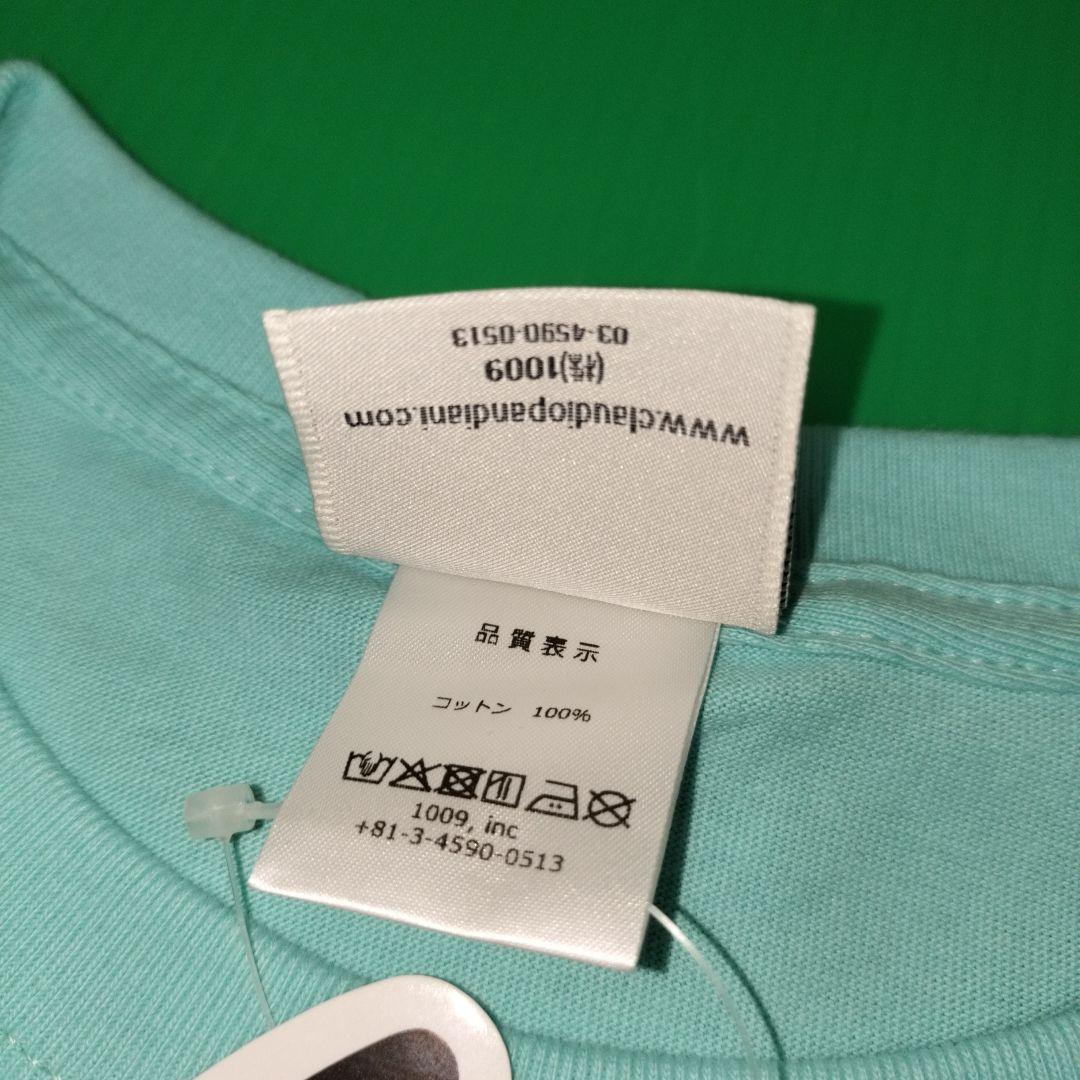 www.claudiopandiani.com
(株)1009
03-4590-0513
品質表示
コットン 100%
1009, inc
+81-3-4590-0513